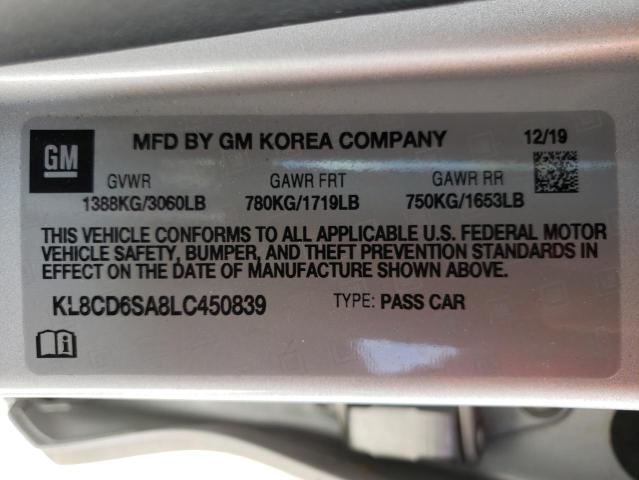 GM
MFD BY GM KOREA COMPANY 12/19
GVWR GAWR FRT GAWR RR
1388KG/3060LB 780KG/1719LB 750KG/1653LB
THIS VEHICLE CONFORMS TO ALL APPLICABLE U.S. FEDERAL MOTOR
VEHICLE SAFETY, BUMPER, AND THEFT PREVENTION STANDARDS IN
EFFECT ON THE DATE OF MANUFACTURE SHOWN ABOVE.
KL8CD6SA8LC450839 TYPE: PASS CAR